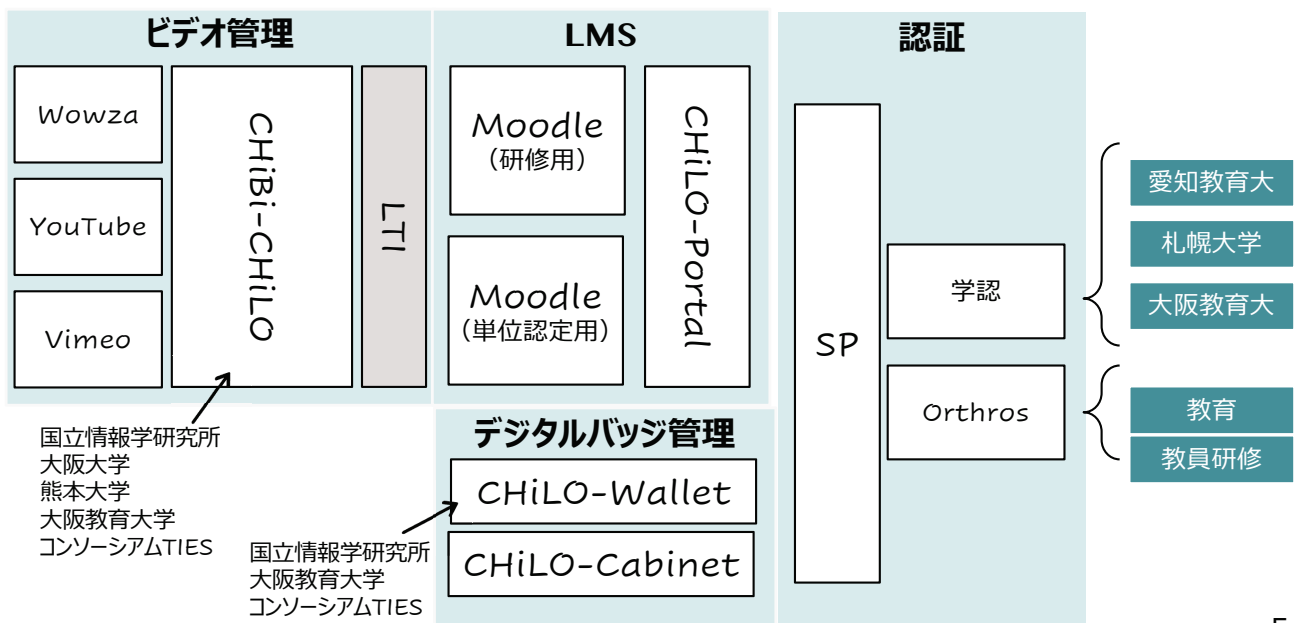 ビデオ管理
Wowza
YouTube
Vimeo
CHiBi-CHiLO
LTI
国立情報学研究所
大阪大学
熊本大学
大阪教育大学
コンソーシアムTIES
LMS
Moodle
（研修用）
Moodle
（単位認定用）
CHiLO-Portal
デジタルバッジ管理
CHiLO-Wallet
CHiLO-Cabinet
国立情報学研究所
大阪教育大学
コンソーシアムTIES
認証
SP
学認
Orthros
愛知教育大
札幌大学
大阪教育大
教育
教員研修